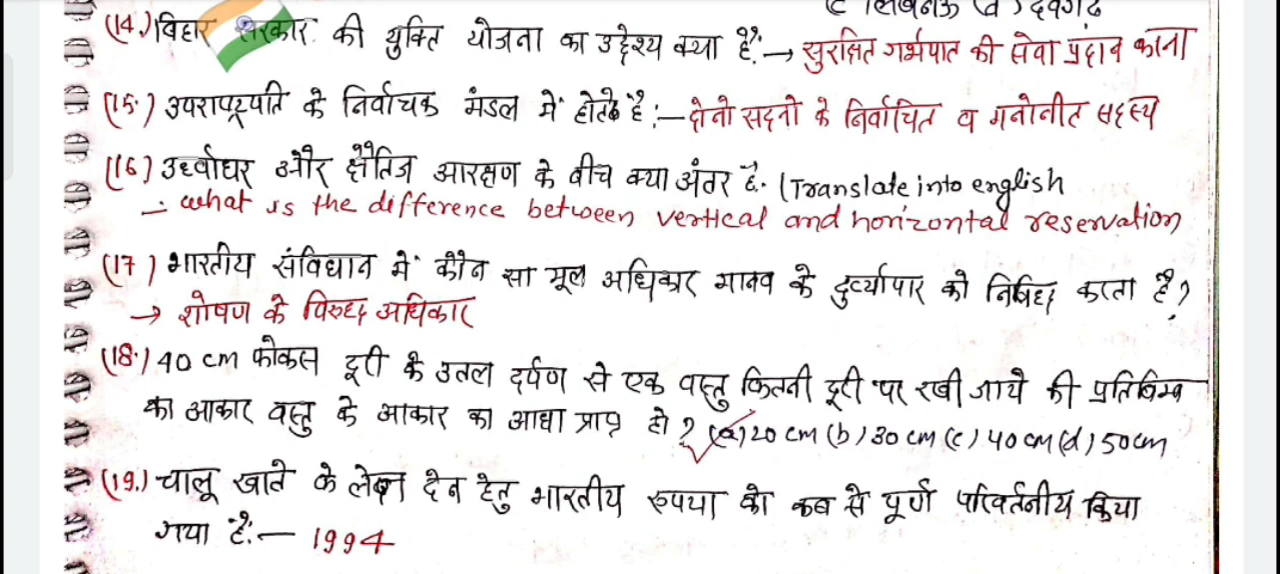 (c) लखनऊ (d) देवगढ
(14.) बिहार सरकार की युक्ति योजना का उद्देश्य क्या है:→ सुरक्षित गर्भपात की सेवा प्रदान करना
(15.) उपराष्ट्रपति के निर्वाचक मंडल में होते है :— दोनो सदनो के निर्वाचित व मनोनीत सदस्य
(16) उर्ध्वाधर और क्षैतिज आरक्षण के बीच क्या अंतर है. (Translate into english
∴ what is the difference between vertical and horizontal reservation
(17) भारतीय संविधान में कौन सा मूल अधिकार मानव के दुर्व्यापार को निषिद्द करता है?
→ शोषण के विरुद्द अधिकार
(18.) 40 cm फोकस दूरी के उतल दर्पण से एक वस्तु कितनी दूरी पर रखी जाये की प्रतिबिम्ब
का आकार वस्तु के आकार का आधा प्राप्त हो ? (a) 20 cm (b) 30 cm (c) 40 cm (d) 50 cm
(19.) चालू खाते के लेन देन हेतु भारतीय रुपया को कब से पूर्ण परिवर्तनीय किया
गया है:— 1994